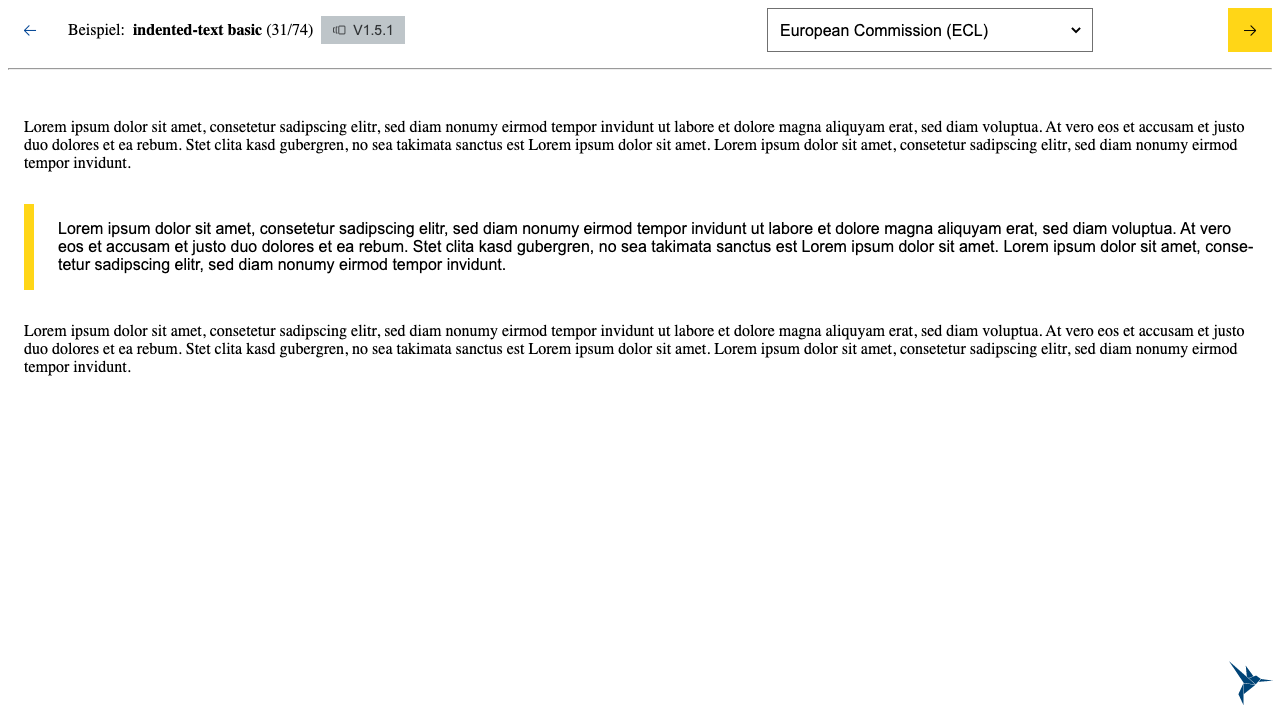 Beispiel: indented-text basic (31/74) V1.5.1 European Commission (ECL)
Lorem ipsum dolor sit amet, consetetur sadipscing elitr, sed diam nonumy eirmod tempor invidunt ut labore et dolore magna aliquyam erat, sed diam voluptua. At vero eos et accusam et justo
duo dolores et ea rebum. Stet clita kasd gubergren, no sea takimata sanctus est Lorem ipsum dolor sit amet. Lorem ipsum dolor sit amet, consetetur sadipscing elitr, sed diam nonumy eirmod
tempor invidunt.
Lorem ipsum dolor sit amet, consetetur sadipscing elitr, sed diam nonumy eirmod tempor invidunt ut labore et dolore magna aliquyam erat, sed diam voluptua. At vero
eos et accusam et justo duo dolores et ea rebum. Stet clita kasd gubergren, no sea takimata sanctus est Lorem ipsum dolor sit amet. Lorem ipsum dolor sit amet, conse-
tetur sadipscing elitr, sed diam nonumy eirmod tempor invidunt.
Lorem ipsum dolor sit amet, consetetur sadipscing elitr, sed diam nonumy eirmod tempor invidunt ut labore et dolore magna aliquyam erat, sed diam voluptua. At vero eos et accusam et justo
duo dolores et ea rebum. Stet clita kasd gubergren, no sea takimata sanctus est Lorem ipsum dolor sit amet. Lorem ipsum dolor sit amet, consetetur sadipscing elitr, sed diam nonumy eirmod
tempor invidunt.